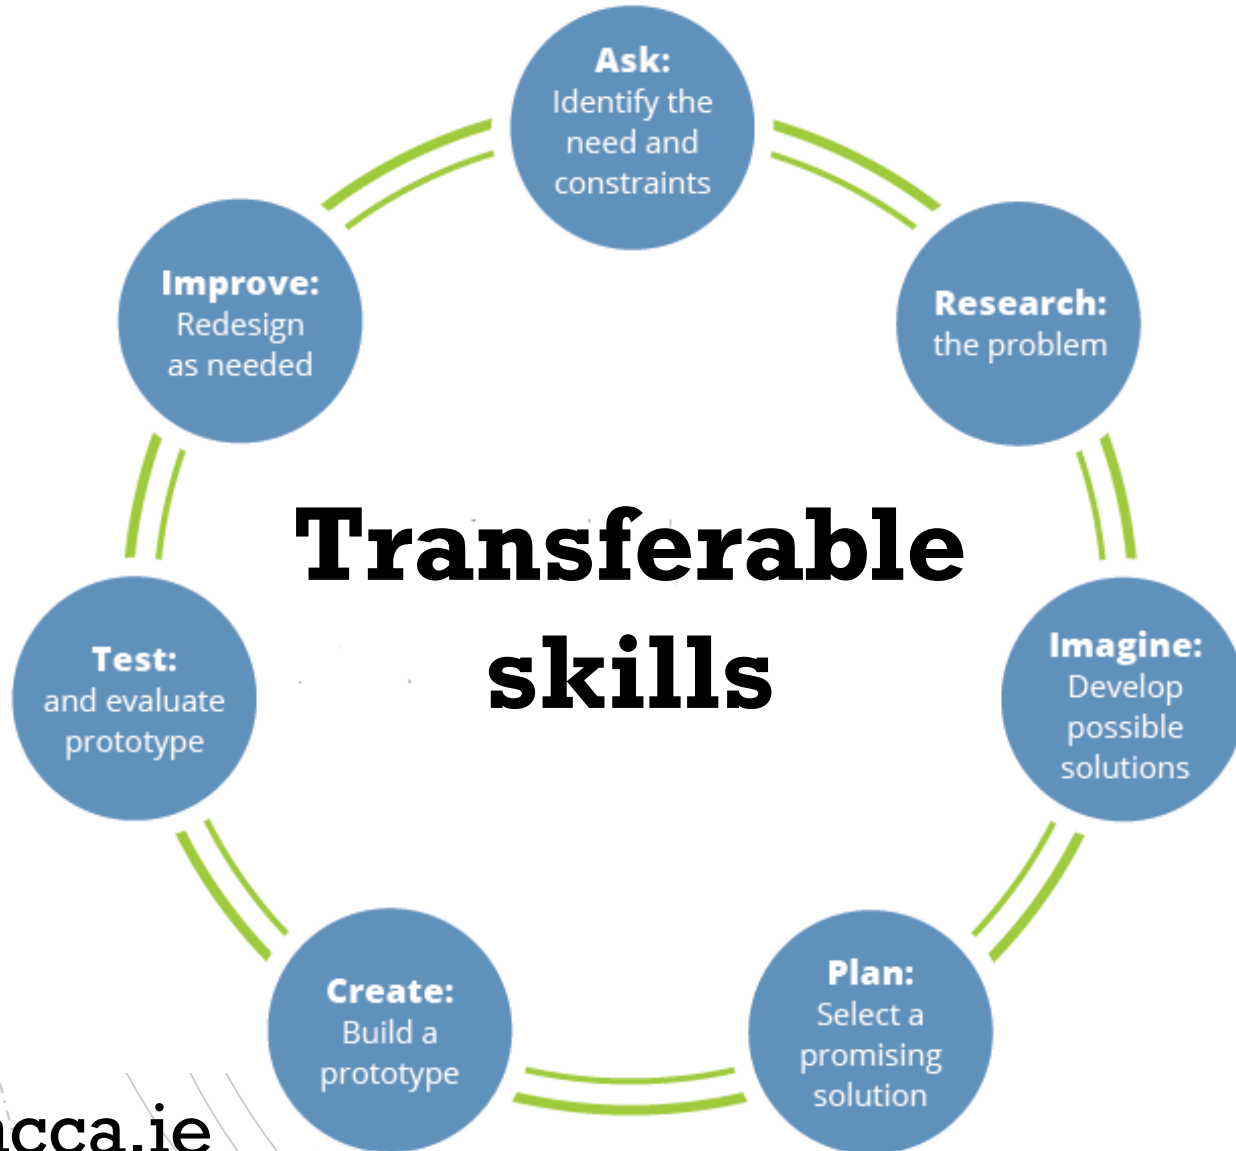 Ask:
Identify the
need and
constraints
Research:
the problem
Imagine:
Develop
possible
solutions
Plan:
Select a
promising
solution
Create:
Build a
prototype
Test:
and evaluate
prototype
Improve:
Redesign
as needed
Transferable
skills
cca.ie